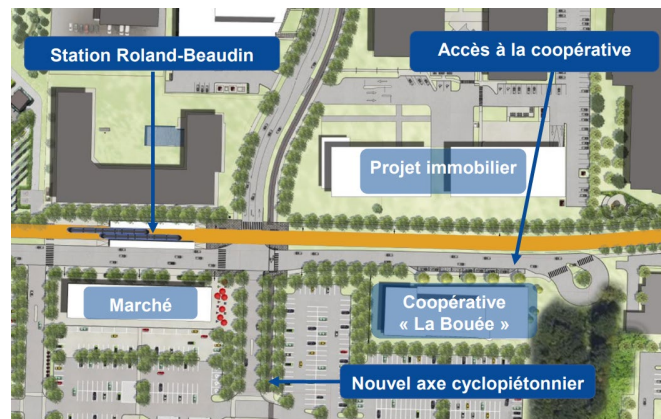 Station Roland-Beaudin
Accès à la coopérative
Projet immobilier
Marché
Coopérative
« La Bouée »
Nouvel axe cyclopiétonnier